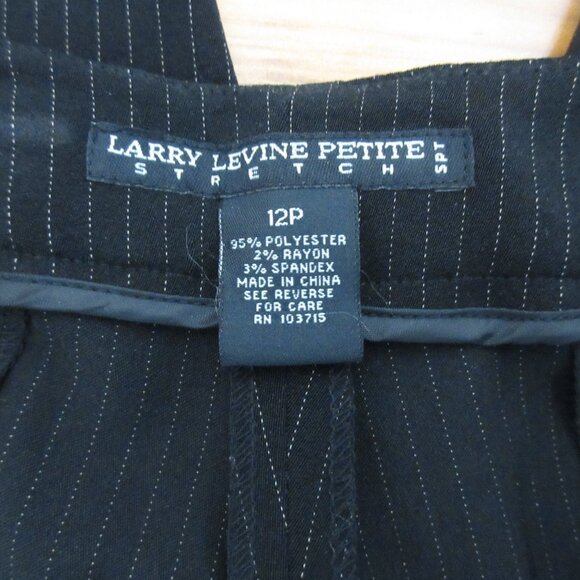 LARRY LEVINE PETITE
STRETCH
SPT
12P
95% POLYESTER
2% RAYON
3% SPANDEX
MADE IN CHINA
SEE REVERSE
FOR CARE
RN 103715